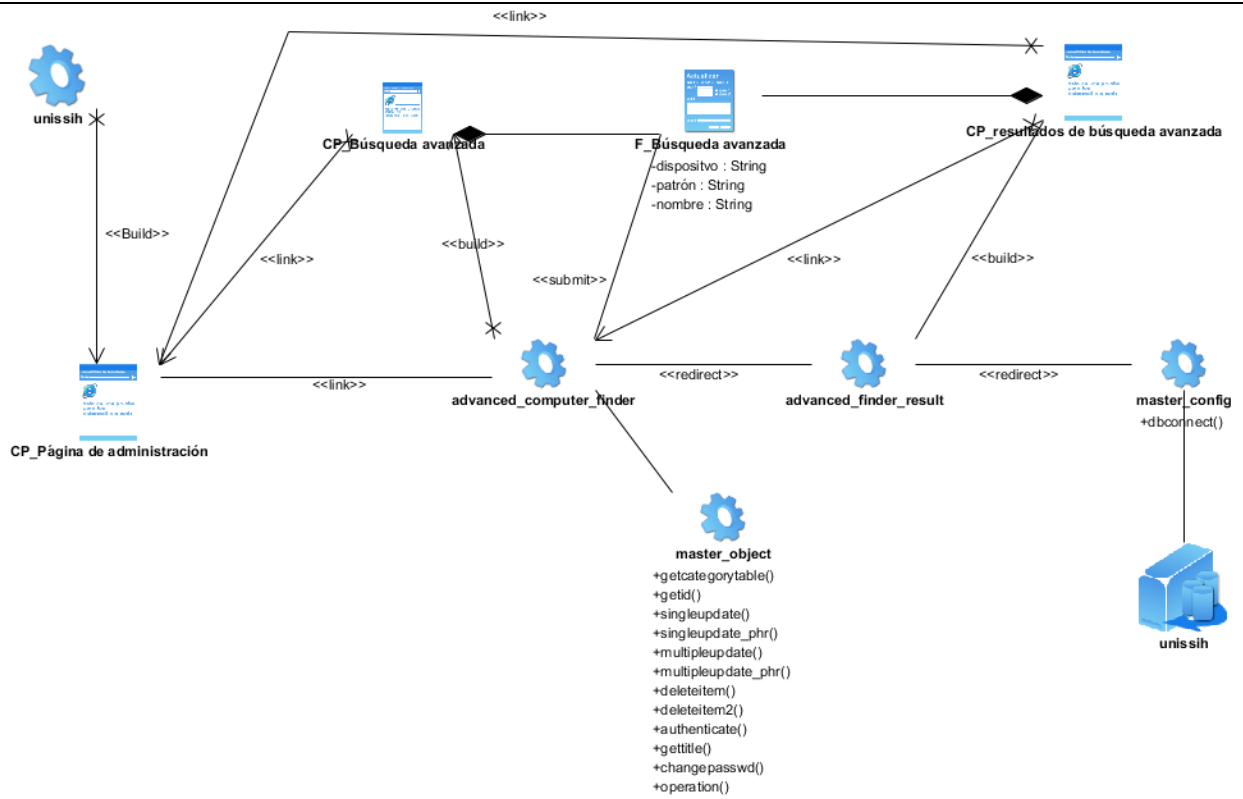 <<link>>
unissih
CP_Búsqueda avanzada
Actualizar
F_Búsqueda avanzada
-dispositvo : String
-patrón : String
-nombre : String
CP_resultados de búsqueda avanzada
<<Build>>
<<link>>
<<build>>
<<submit>>
<<link>>
<<build>>
CP_Página de administración
<<link>>
advanced_computer_finder
<<redirect>>
advanced_finder_result
<<redirect>>
master_config
+dbconnect()
master_object
+getcategorytable()
+getid()
+singleupdate()
+singleupdate_phr()
+multipleupdate()
+multipleupdate_phr()
+deleteitem()
+deleteitem2()
+authenticate()
+gettitle()
+changepasswd()
+operation()
unissih